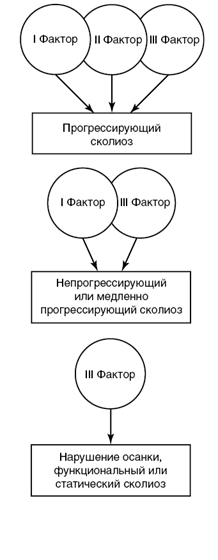 I Фактор II Фактор III Фактор
Прогрессирующий
сколиоз
I Фактор III Фактор
Непрогрессирующий
или медленно
прогрессирующий сколиоз
III Фактор
Нарушение осанки,
функциональный или
статический сколиоз